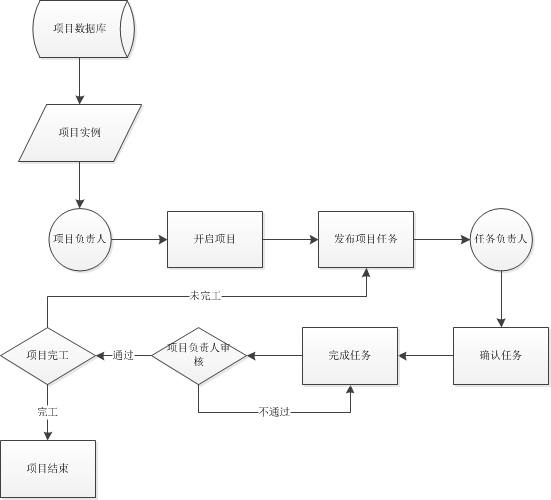 项目数据库
项目实例
项目负责人
开启项目
发布项目任务
任务负责人
未完工
项目完工
通过
项目负责人审
核
完成任务
确认任务
完工
不通过
项目结束